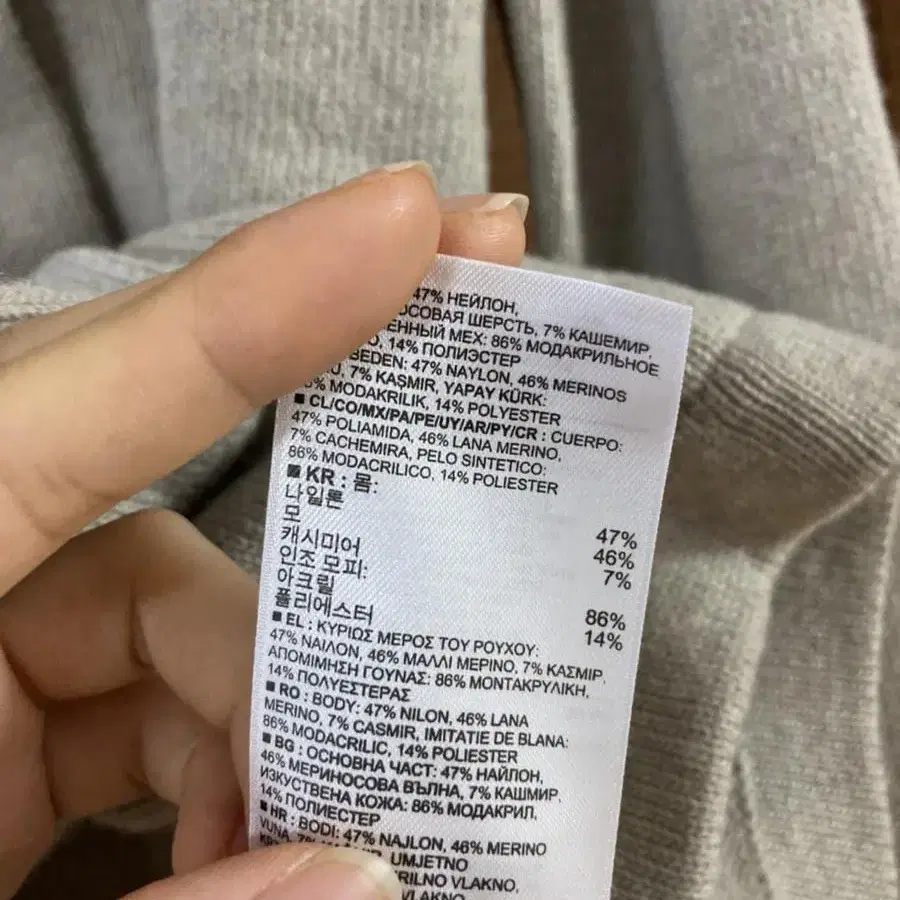 47% НЕЙЛОН,
ШЕРСТЬ, 7% КАШЕМИР,
МЕХ: 86% МОДАКРИЛЬНОЕ
14% ПОЛИЭСТЕР
BEDEN: 47% NAYLON, 46% MERINOS
7% KAŞMIR, YAPAY KÜRK:
% MODAKRILIK, 14% POLYESTER
■ CL/CO/MX/PA/PE/UY/AR/PY/CR : CUERPO:
47% POLIAMIDA, 46% LANA MERINO,
7% CACHEMIRA, PELO SINTETICO:
86% MODACRILICO, 14% POLIESTER
■ KR : 몸:
나일론 47%
모 46%
캐시미어 7%
인조 모피:
아크릴 86%
폴리에스터 14%
■ EL : ΚΥΡΙΩΣ ΜΕΡΟΣ ΤΟΥ ΡΟΥΧΟΥ:
47% ΝΑΙΛΟΝ, 46% ΜΑΛΛΙ ΜΕΡΙΝΟ, 7% ΚΑΣΜΙΡ,
ΑΠΟΜΙΜΗΣΗ ΓΟΥΝΑΣ: 86% ΜΟΝΤΑΚΡΥΛΙΚΗ,
14% ΠΟΛΥΕΣΤΕΡΑΣ
■ RO : BODY: 47% NILON, 46% LANA
MERINO, 7% CASMIR, IMITATIE DE BLANA:
86% MODACRILIC, 14% POLIESTER
■ BG : ОСНОВНА ЧАСТ: 47% НАЙЛОН,
46% МЕРИНОСОВА ВЪЛНА, 7% КАШМИР,
ИЗКУСТВЕНА КОЖА: 86% МОДАКРИЛ,
14% ПОЛИЕСТЕР
■ HR : BODI: 47% NAJLON, 46% MERINO
VUNA, 7%
UMJETNO
VLAKNO,
VLAKNO